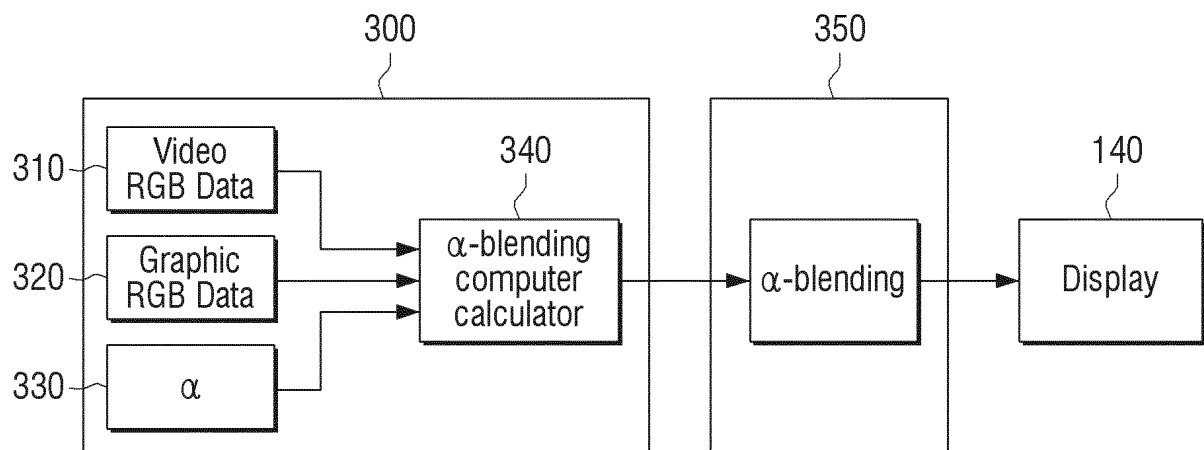 300
350
310
Video
RGB Data
340
140
320
Graphic
RGB Data
α-blending
computer
calculator
α-blending
Display
330
α